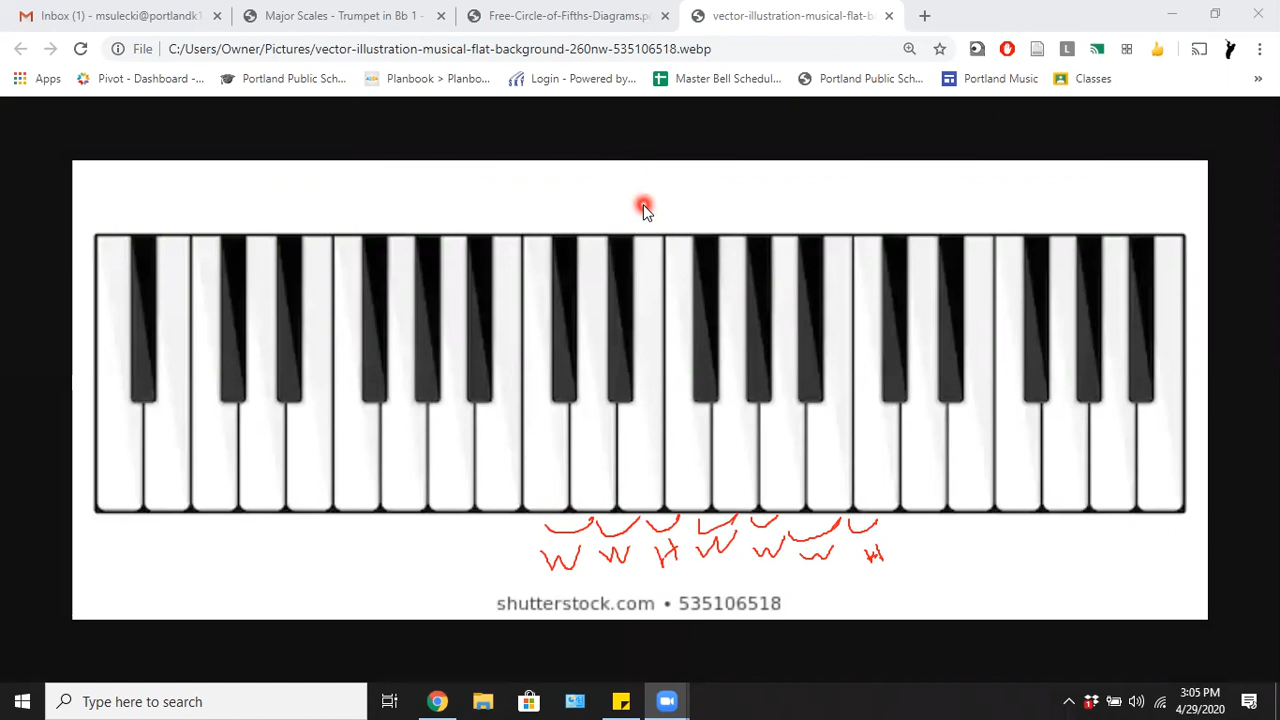 Inbox (1) - msulecki@portlandk1
Major Scales - Trumpet in Bb 1 -
Free-Circle-of-Fifths-Diagrams.p
vector-illustration-musical-flat-b
File
C:/Users/Owner/Pictures/vector-illustration-musical-flat-background-260nw-535106518.webp
Apps
Pivot - Dashboard -...
Portland Public Sch...
Planbook > Planbo...
Login - Powered by...
Master Bell Schedul...
Portland Public Sch...
Portland Music
Classes
»
W W H W W W H
shutterstock.com • 535106518
Type here to search
3:05 PM
4/29/2020